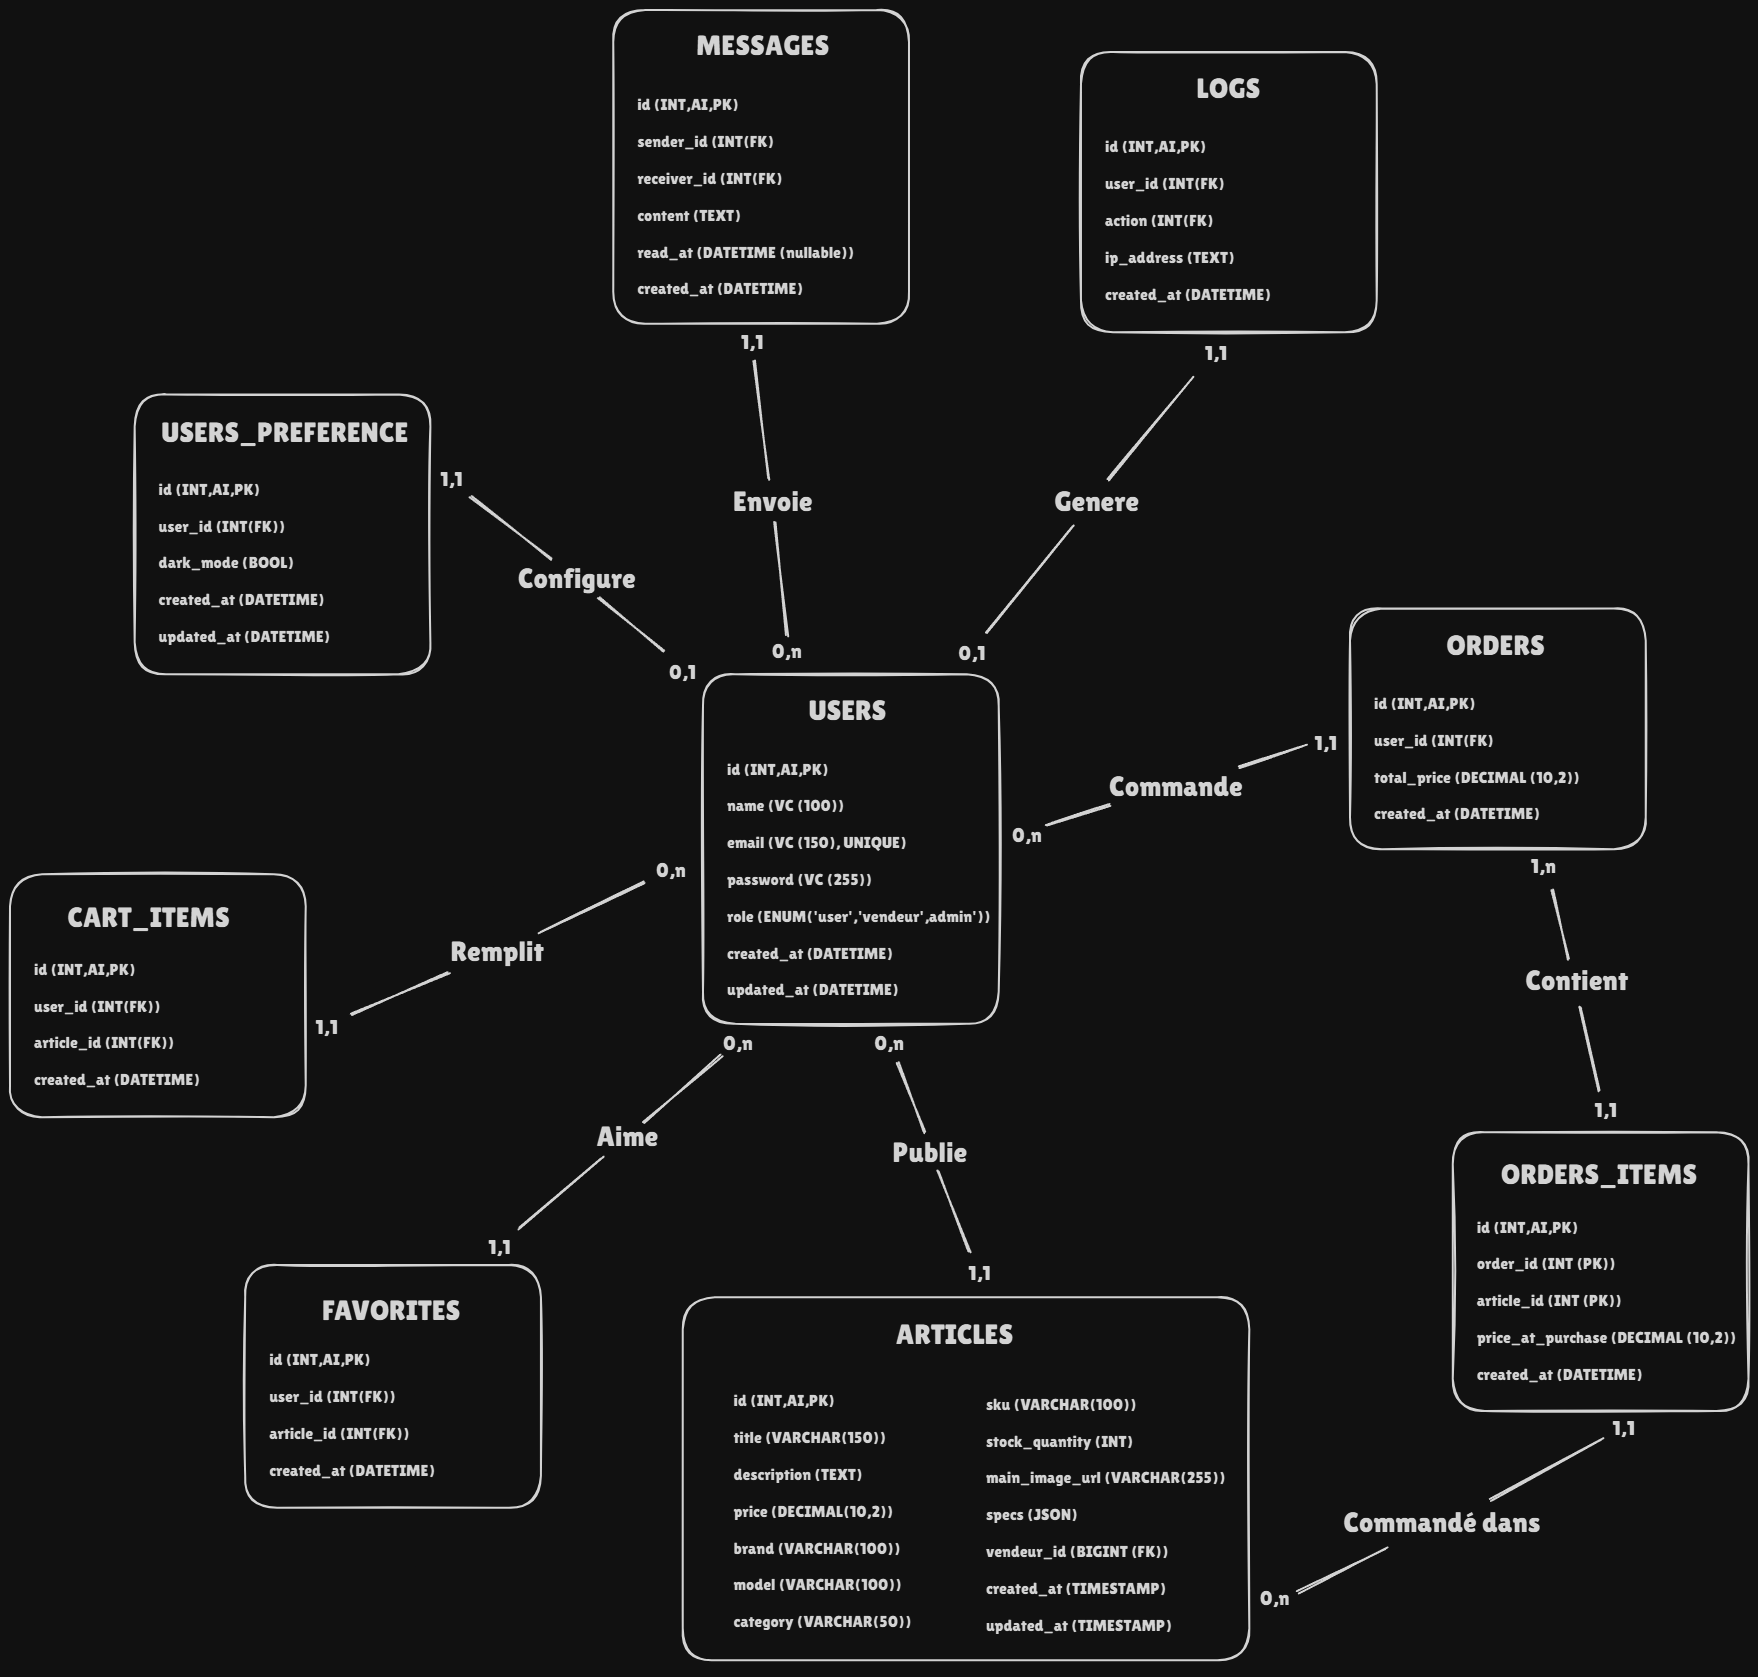 MESSAGES
id (INT,AI,PK)
sender_id (INT(FK)
receiver_id (INT(FK)
content (TEXT)
read_at (DATETIME (nullable))
created_at (DATETIME)
1,1
LOGS
id (INT,AI,PK)
user_id (INT(FK)
action (INT(FK)
ip_address (TEXT)
created_at (DATETIME)
1,1
USERS_PREFERENCE
id (INT,AI,PK)
user_id (INT(FK))
dark_mode (BOOL)
created_at (DATETIME)
updated_at (DATETIME)
1,1
Configure
0,1
Envoie
0,n
Genere
0,1
USERS
id (INT,AI,PK)
name (VC (100))
email (VC (150), UNIQUE)
password (VC (255))
role (ENUM('user','vendeur',admin'))
created_at (DATETIME)
updated_at (DATETIME)
ORDERS
id (INT,AI,PK)
user_id (INT(FK)
total_price (DECIMAL (10,2))
created_at (DATETIME)
1,1
Commande
0,n
1,n
Contient
1,1
CART_ITEMS
id (INT,AI,PK)
user_id (INT(FK))
article_id (INT(FK))
created_at (DATETIME)
0,n
Remplit
1,1
0,n
Aime
1,1
0,n
Publie
1,1
ORDERS_ITEMS
id (INT,AI,PK)
order_id (INT (PK))
article_id (INT (PK))
price_at_purchase (DECIMAL (10,2))
created_at (DATETIME)
1,1
Commandé dans
0,n
FAVORITES
id (INT,AI,PK)
user_id (INT(FK))
article_id (INT(FK))
created_at (DATETIME)
ARTICLES
id (INT,AI,PK)
title (VARCHAR(150))
description (TEXT)
price (DECIMAL(10,2))
brand (VARCHAR(100))
model (VARCHAR(100))
category (VARCHAR(50))
sku (VARCHAR(100))
stock_quantity (INT)
main_image_url (VARCHAR(255))
specs (JSON)
vendeur_id (BIGINT (FK))
created_at (TIMESTAMP)
updated_at (TIMESTAMP)